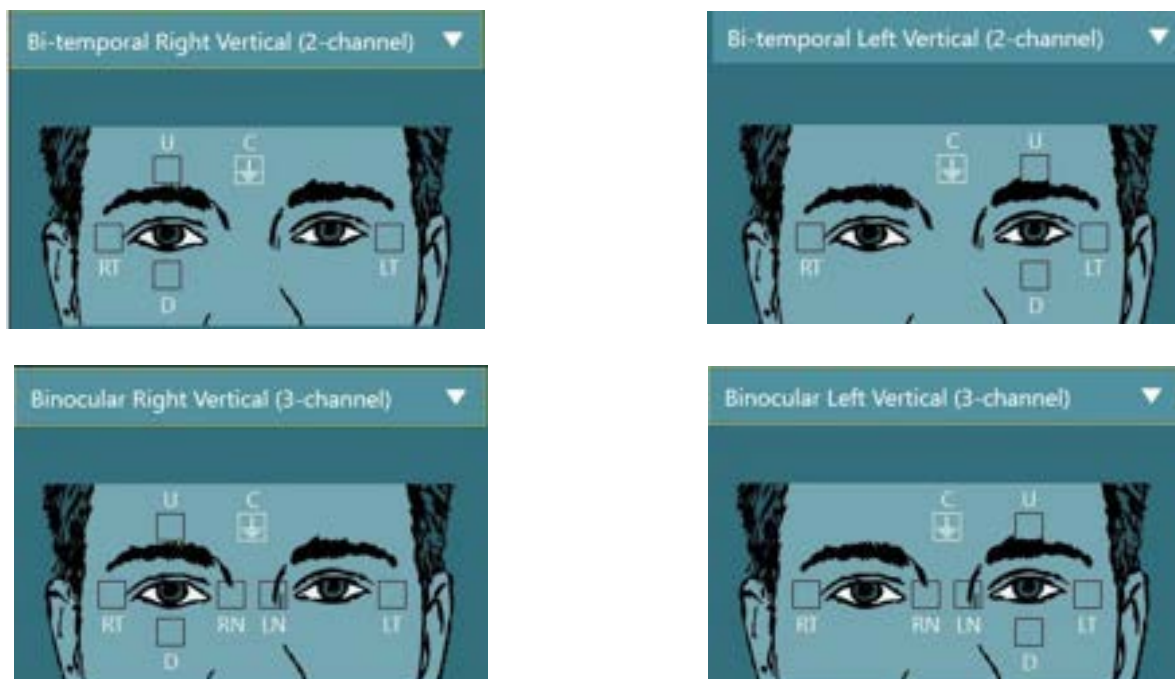 Bi-temporal Right Vertical (2-channel)
U C
RT LT
D
Bi-temporal Left Vertical (2-channel)
C U
RT LT
D
Binocular Right Vertical (3-channel)
U C
RT RN LN LT
D
Binocular Left Vertical (3-channel)
C U
RT RN LN LT
D